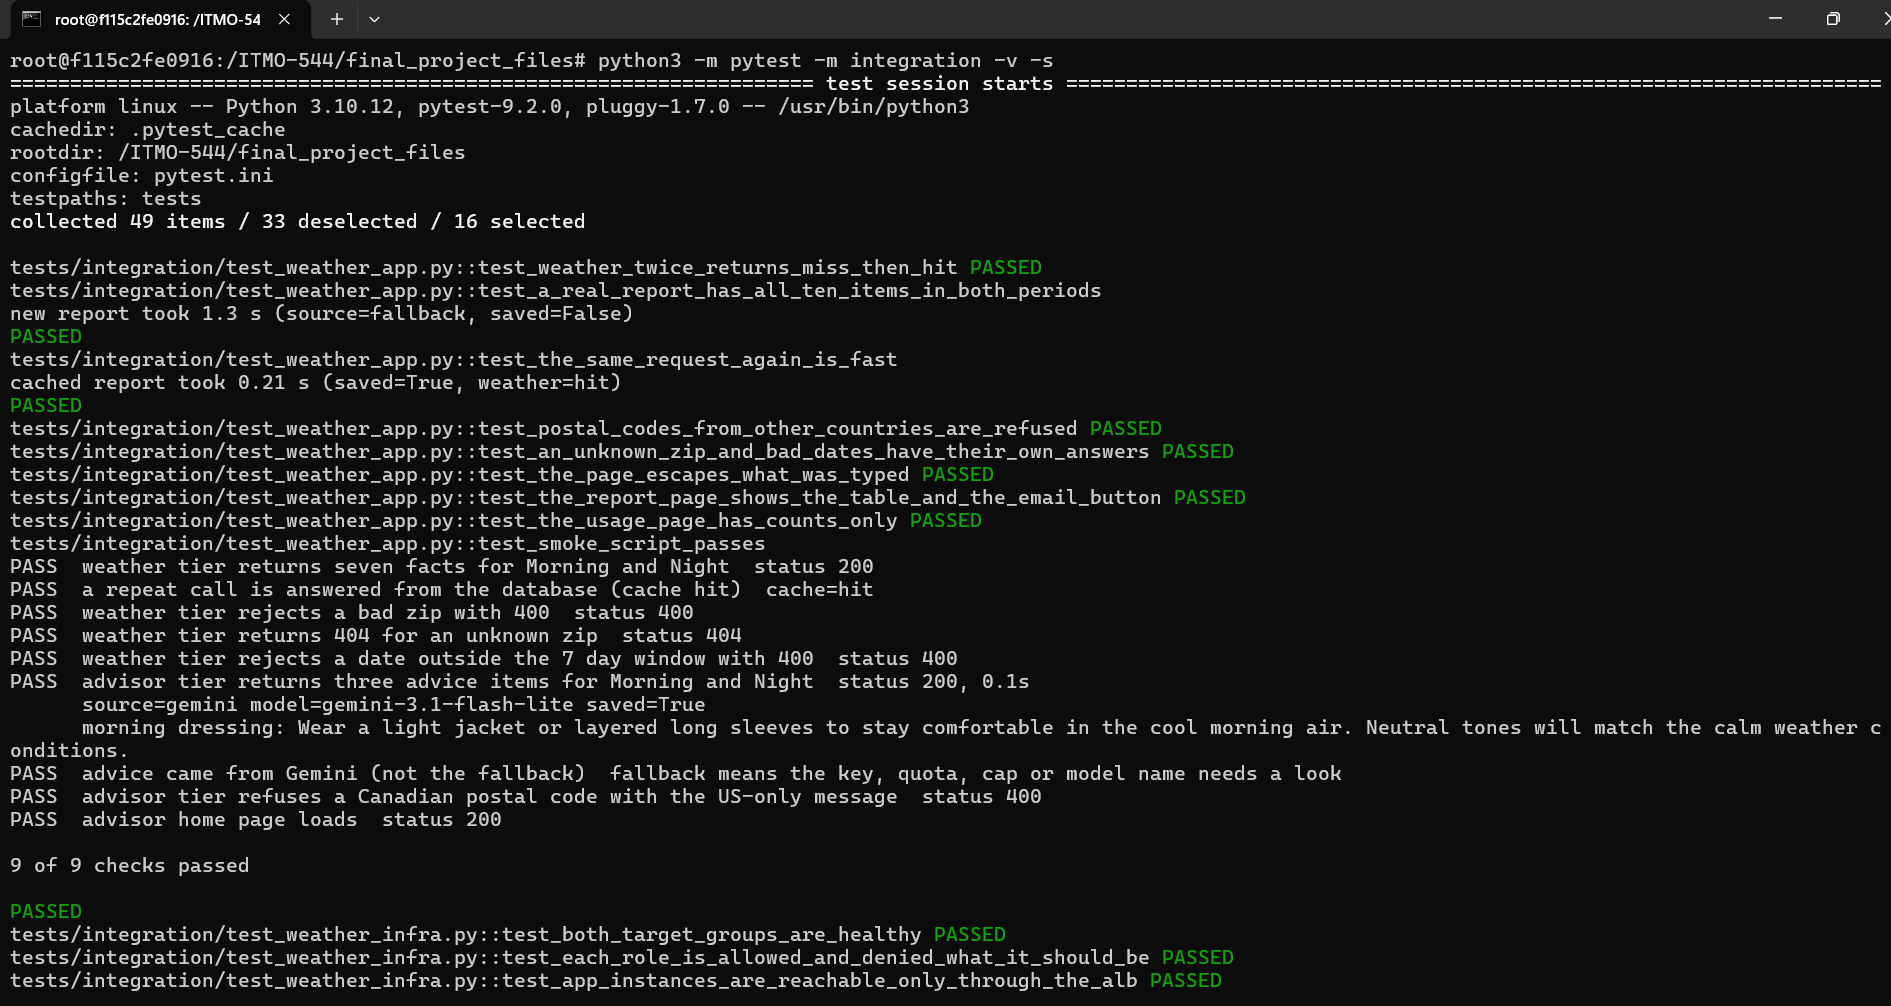 root@f115c2fe0916: /ITMO-54
root@f115c2fe0916:/ITMO-544/final_project_files# python3 -m pytest -m integration -v -s
=================================================================== test session starts ====================================================================
platform linux -- Python 3.10.12, pytest-9.2.0, pluggy-1.7.0 -- /usr/bin/python3
cachedir: .pytest_cache
rootdir: /ITMO-544/final_project_files
configfile: pytest.ini
testpaths: tests
collected 49 items / 33 deselected / 16 selected
tests/integration/test_weather_app.py::test_weather_twice_returns_miss_then_hit PASSED
tests/integration/test_weather_app.py::test_a_real_report_has_all_ten_items_in_both_periods
new report took 1.3 s (source=fallback, saved=False)
PASSED
tests/integration/test_weather_app.py::test_the_same_request_again_is_fast
cached report took 0.21 s (saved=True, weather=hit)
PASSED
tests/integration/test_weather_app.py::test_postal_codes_from_other_countries_are_refused PASSED
tests/integration/test_weather_app.py::test_an_unknown_zip_and_bad_dates_have_their_own_answers PASSED
tests/integration/test_weather_app.py::test_the_page_escapes_what_was_typed PASSED
tests/integration/test_weather_app.py::test_the_report_page_shows_the_table_and_the_email_button PASSED
tests/integration/test_weather_app.py::test_the_usage_page_has_counts_only PASSED
tests/integration/test_weather_app.py::test_smoke_script_passes
PASS  weather tier returns seven facts for Morning and Night  status 200
PASS  a repeat call is answered from the database (cache hit)  cache=hit
PASS  weather tier rejects a bad zip with 400  status 400
PASS  weather tier returns 404 for an unknown zip  status 404
PASS  weather tier rejects a date outside the 7 day window with 400  status 400
PASS  advisor tier returns three advice items for Morning and Night  status 200, 0.1s
      source=gemini model=gemini-3.1-flash-lite saved=True
      morning dressing: Wear a light jacket or layered long sleeves to stay comfortable in the cool morning air. Neutral tones will match the calm weather c
onditions.
PASS  advice came from Gemini (not the fallback)  fallback means the key, quota, cap or model name needs a look
PASS  advisor tier refuses a Canadian postal code with the US-only message  status 400
PASS  advisor home page loads  status 200
9 of 9 checks passed
PASSED
tests/integration/test_weather_infra.py::test_both_target_groups_are_healthy PASSED
tests/integration/test_weather_infra.py::test_each_role_is_allowed_and_denied_what_it_should_be PASSED
tests/integration/test_weather_infra.py::test_app_instances_are_reachable_only_through_the_alb PASSED